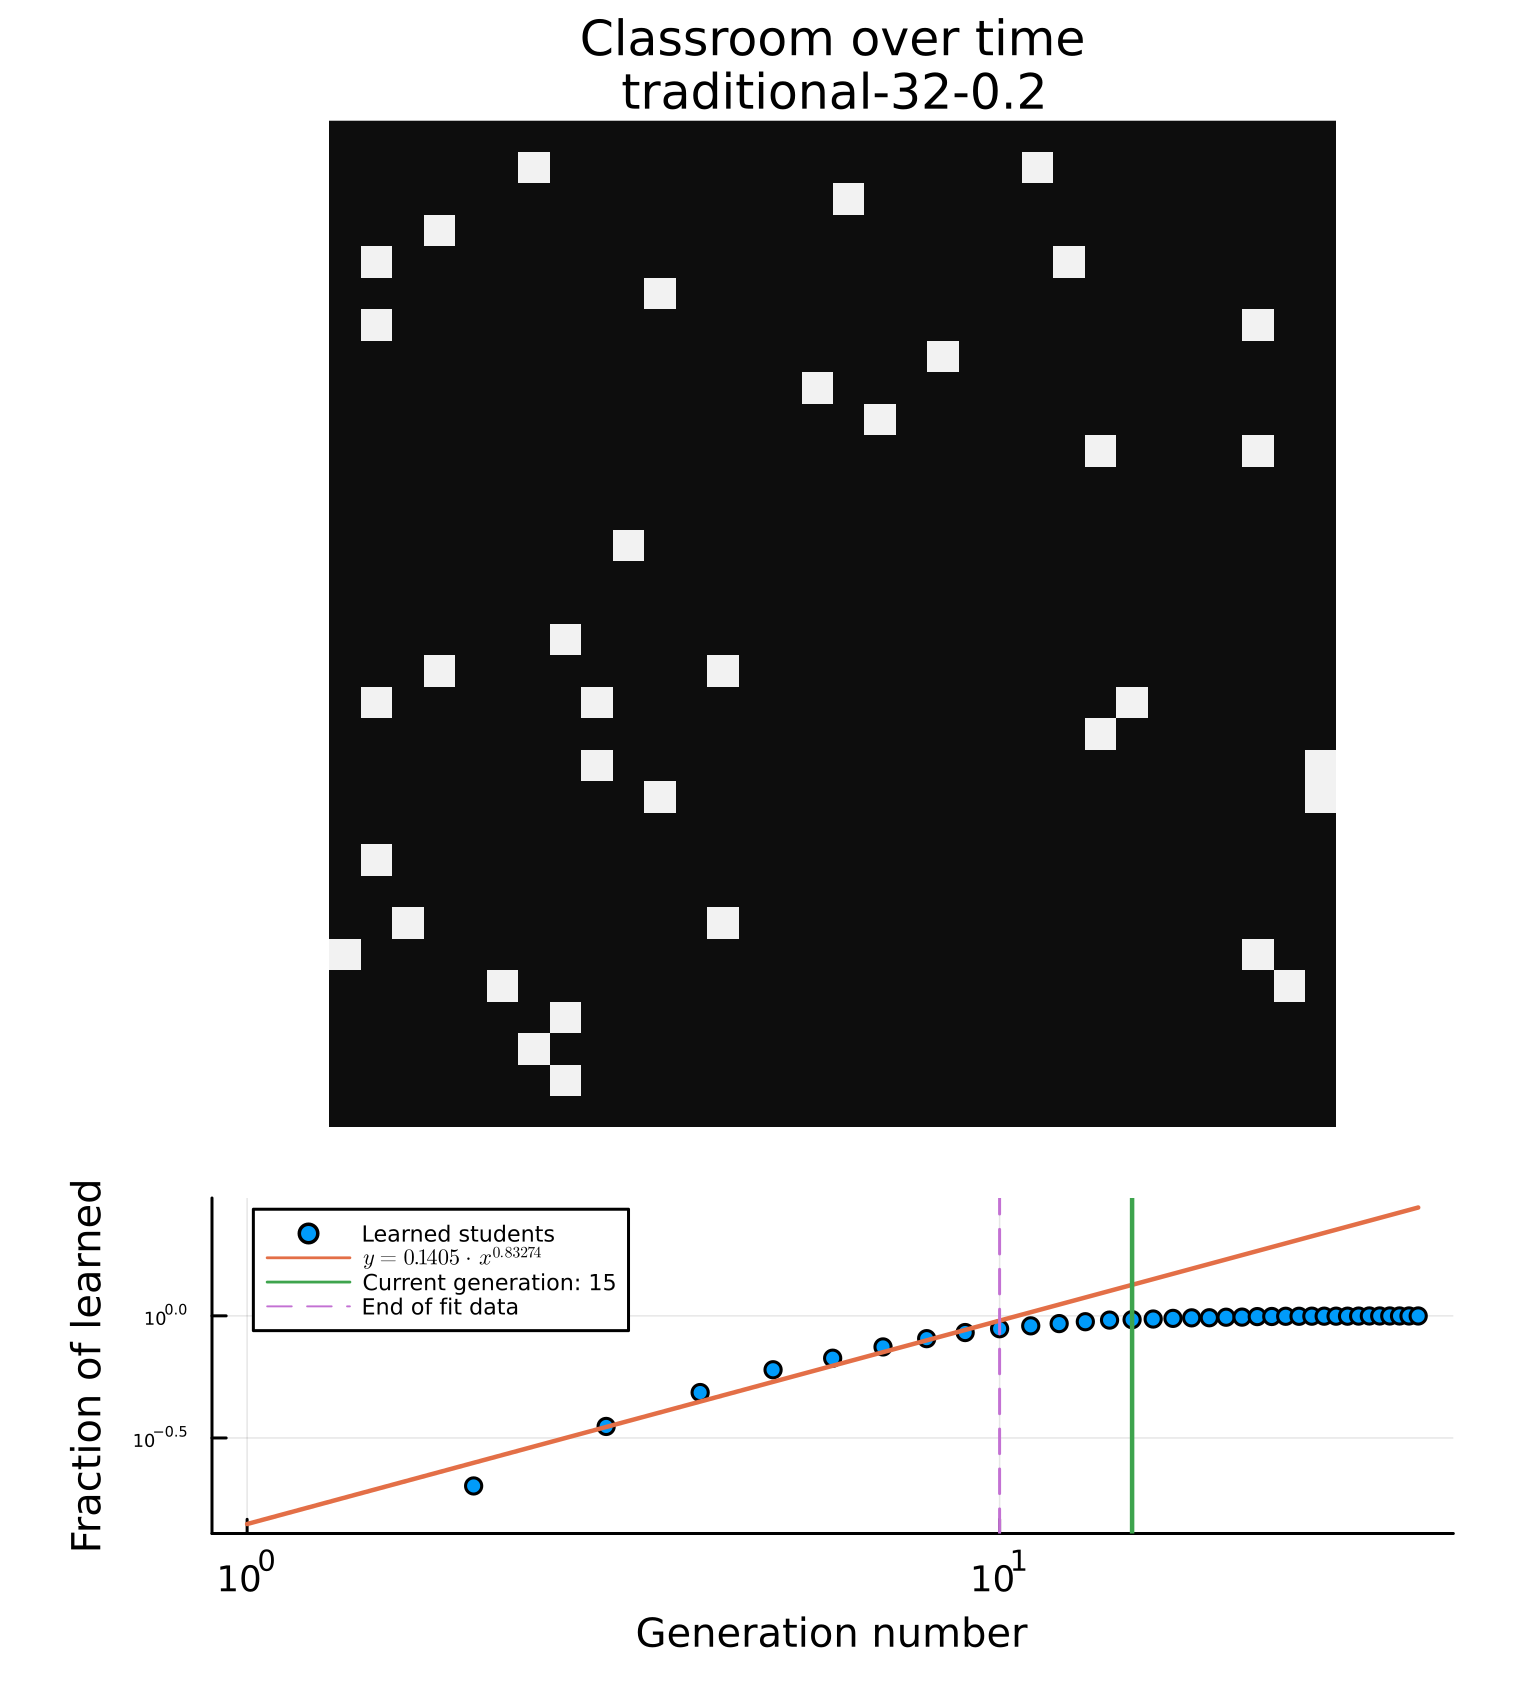 Classroom over time
traditional-32-0.2
Fraction of learned
Learned students
y = 0.1405 · x^0.83274
Current generation: 15
End of fit data
10^0.0
10^−0.5
10^0
10^1
Generation number